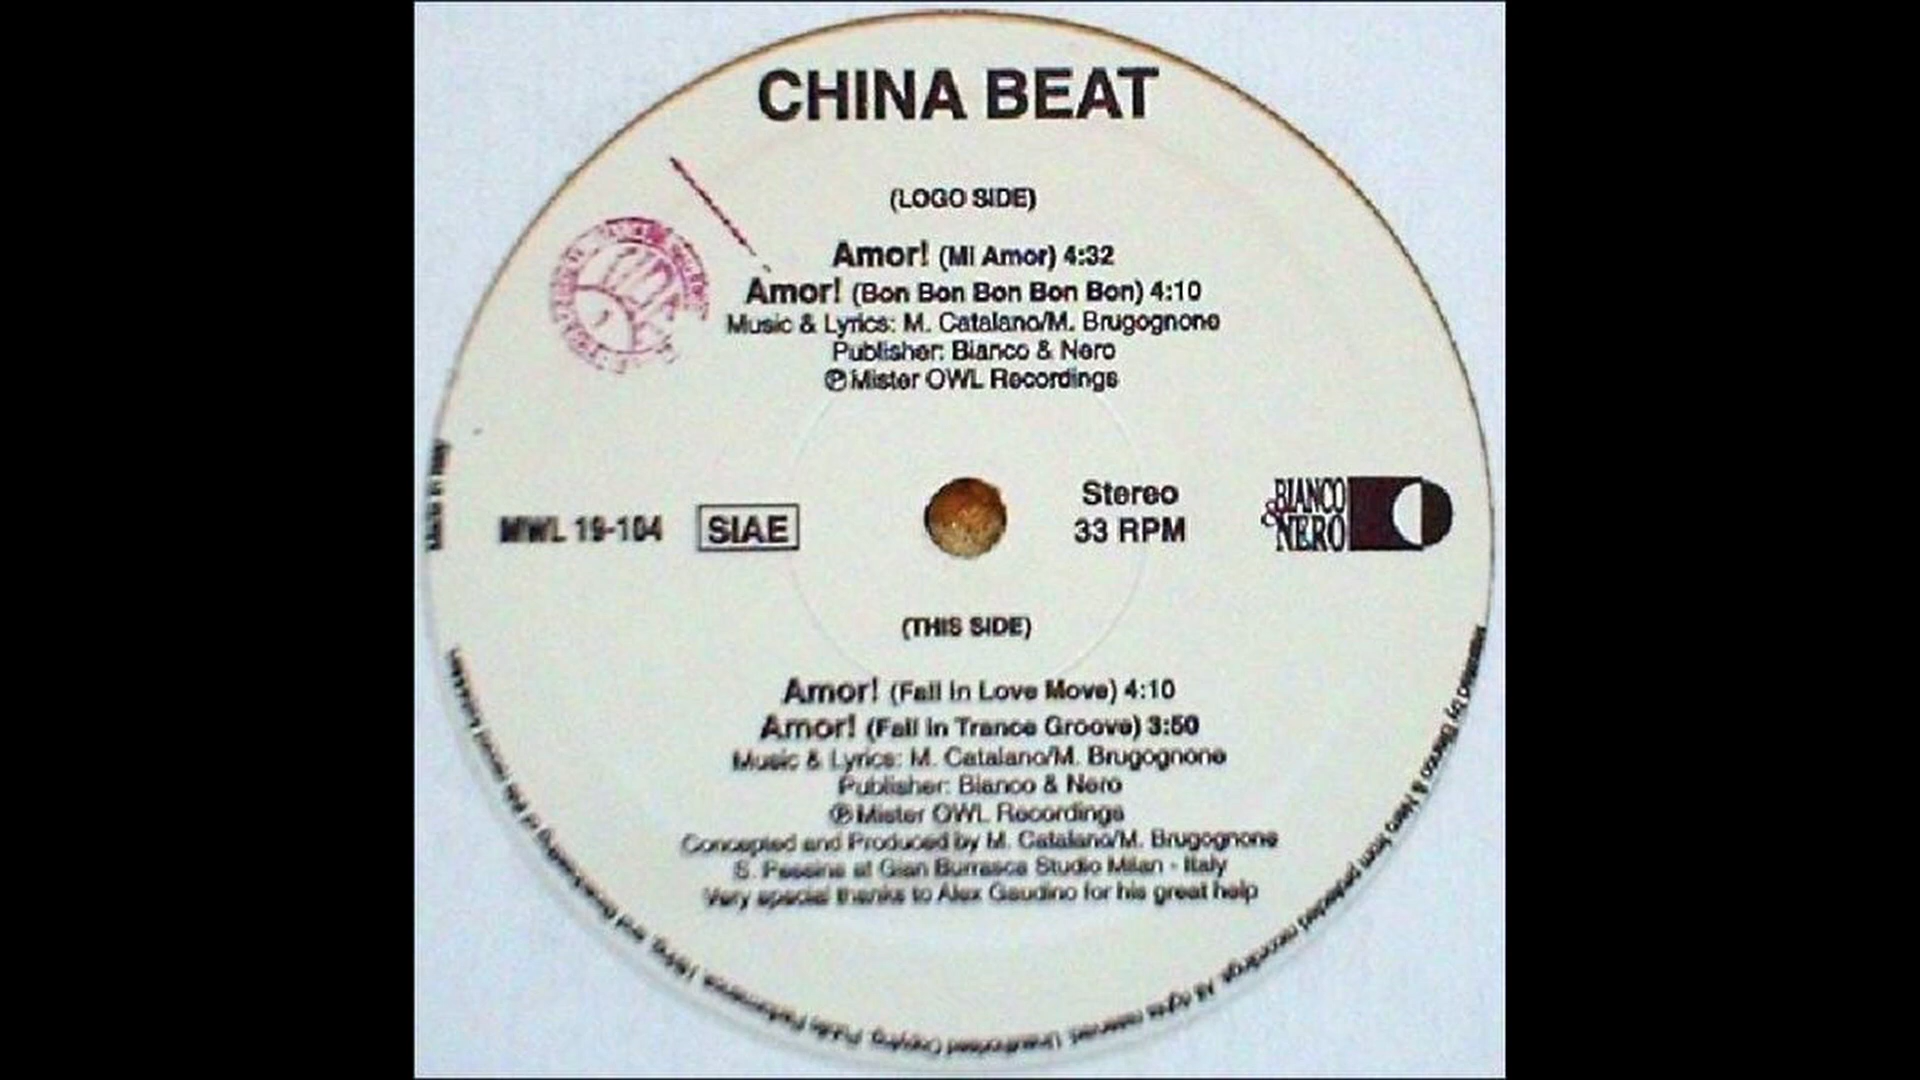 CHINA BEAT
(LOGO SIDE)
Amor! (Mi Amor) 4:32
Amor! (Bon Bon Bon Bon Bon) 4:10
Music & Lyrics: M. Catalano/M. Brugognone
Publisher: Bianco & Nero
℗ Mister OWL Recordings
Made in Italy
MWL 19-104
SIAE
Stereo
33 RPM
BIANCO
& NERO
(THIS SIDE)
Amor! (Fall in Love Move) 4:10
Amor! (Fall in Trance Groove) 3:50
Music & Lyrics: M. Catalano/M. Brugognone
Publisher: Bianco & Nero
℗ Mister OWL Recordings
Concepted and Produced by M. Catalano/M. Brugognone
S. Pessina at Gian Burrasca Studio Milan - Italy
Very special thanks to Alex Gaudino for his great help